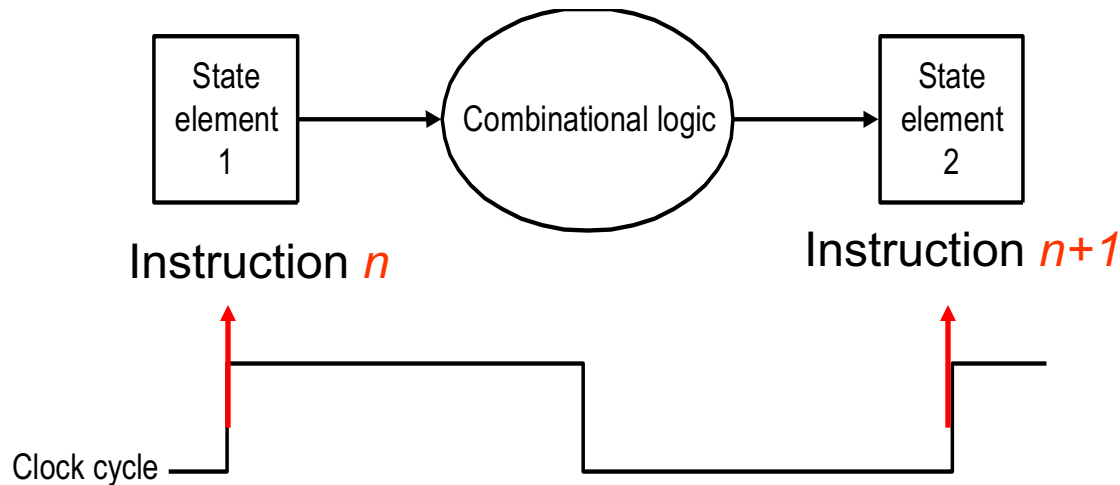 State
element
1
Combinational logic
State
element
2
Instruction n
Instruction n+1
Clock cycle